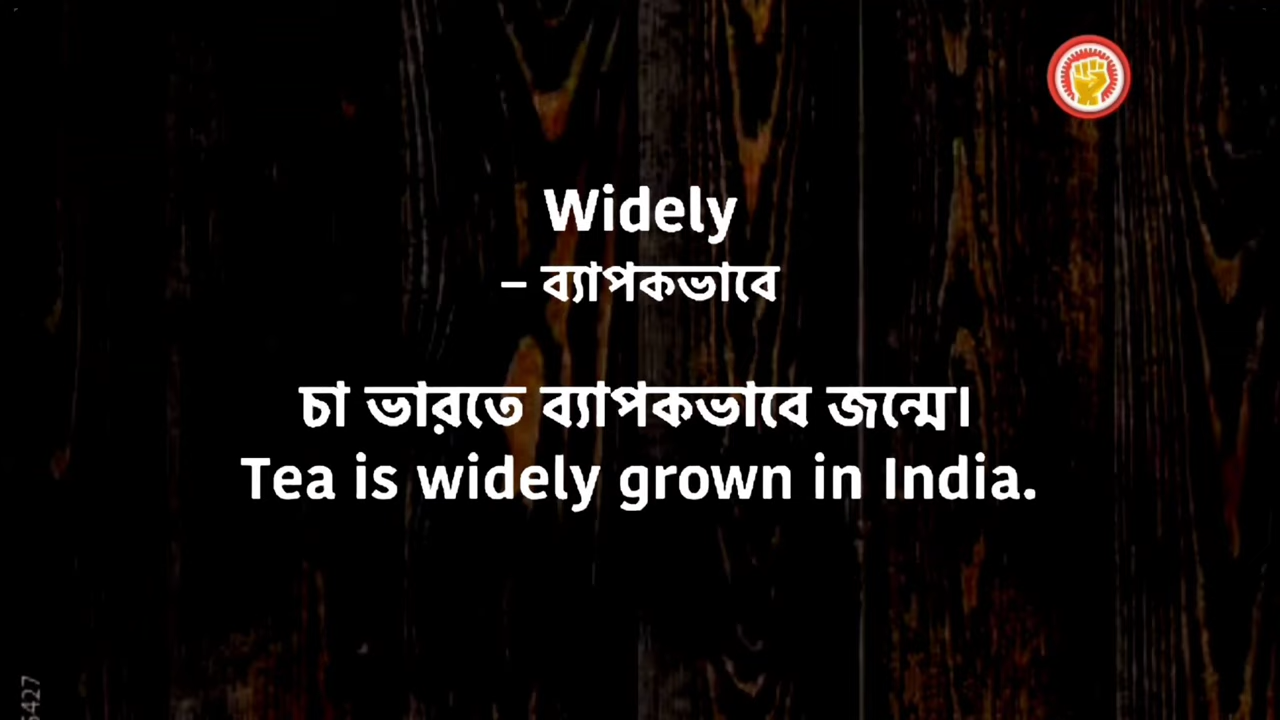 Widely
– ব্যাপকভাবে
চা ভারতে ব্যাপকভাবে জন্মে।
Tea is widely grown in India.